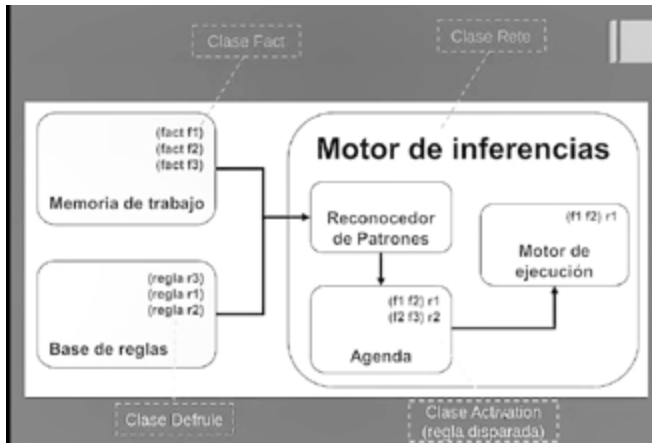 Clase Fact
Clase Rete
(fact f1)
(fact f2)
(fact f3)
Memoria de trabajo
Motor de inferencias
Reconocedor
de Patrones
(f1 f2) r1
Motor de
ejecución
(regla r3)
(regla r1)
(regla r2)
Base de reglas
(f1 f2) r1
(f2 f3) r2
Agenda
Clase Defrule
Clase Activation
(regla disparada)